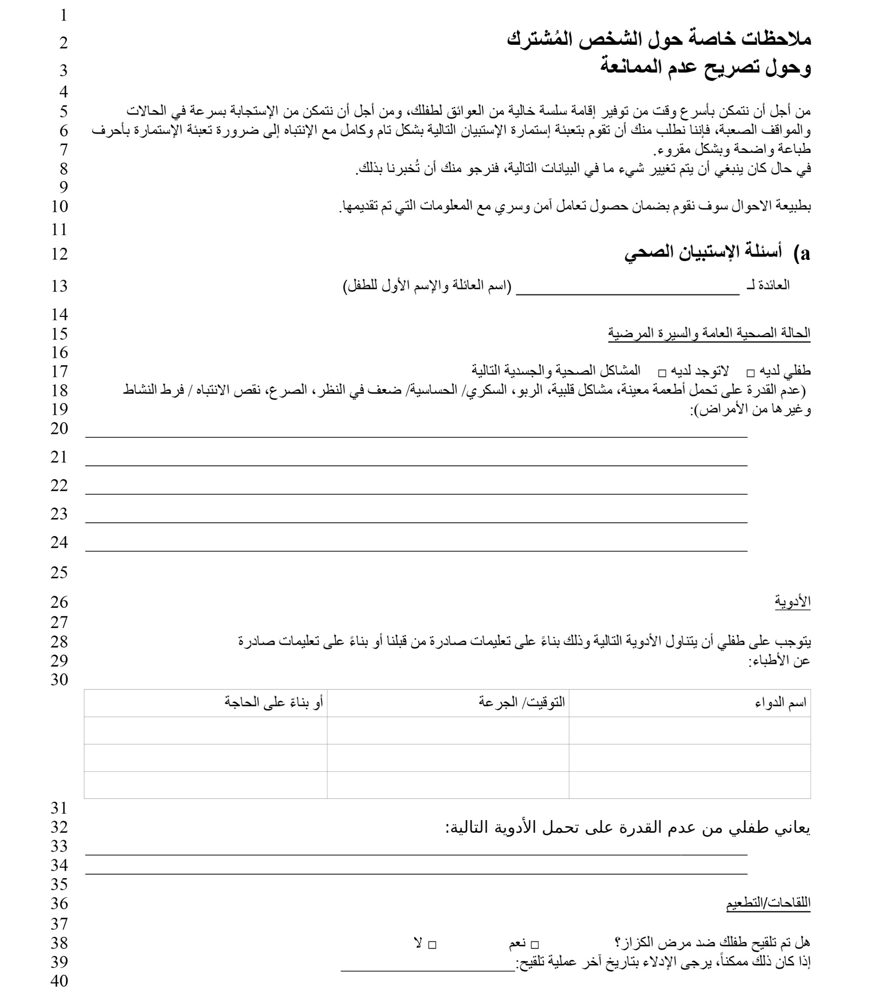 1
2 ملاحظات خاصة حول الشخص المُشترك
3 وحول تصريح عدم الممانعة
4
5 من أجل أن نتمكن بأسرع وقت من توفير إقامة سلسة خالية من العوائق لطفلك، ومن أجل أن نتمكن من الإستجابة بسرعة في الحالات
6 والمواقف الصعبة، فإننا نطلب منك أن تقوم بتعبئة إستمارة الإستبيان التالية بشكل تام وكامل مع الإنتباه إلى ضرورة تعبئة الإستمارة بأحرف
7 طباعة واضحة وبشكل مقروء.
8 في حال كان ينبغي أن يتم تغيير شيء ما في البيانات التالية، فنرجو منك أن تُخبرنا بذلك.
9
10 بطبيعة الاحوال سوف نقوم بضمان حصول تعامل آمن وسري مع المعلومات التي تم تقديمها.
11
12 a) أسئلة الإستبيان الصحي
13 العائدة لـ ____________________________ (اسم العائلة والإسم الأول للطفل)
14
15 الحالة الصحية العامة والسيرة المرضية
16
17 طفلي لديه □ لاتوجد لديه □ المشاكل الصحية والجسدية التالية
18 (عدم القدرة على تحمل أطعمة معينة، مشاكل قلبية، الربو، السكري/ الحساسية/ ضعف في النظر، الصرع، نقص الانتباه / فرط النشاط
19 وغيرها من الأمراض):
20
21
22
23
24
25
26 الأدوية
27
28 يتوجب على طفلي أن يتناول الأدوية التالية وذلك بناءً على تعليمات صادرة من قبلنا أو بناءً على تعليمات صادرة
29 عن الأطباء:
30
اسم الدواء التوقيت/ الجرعة أو بناءّ على الحاجة
31
32 يعاني طفلي من عدم القدرة على تحمل الأدوية التالية:
33
34
35
36 اللقاحات/التطعيم
37
38 هل تم تلقيح طفلك ضد مرض الكزاز؟ □ نعم □ لا
39 إذا كان ذلك ممكناً، يرجى الإدلاء بتاريخ آخر عملية تلقيح:______________________
40